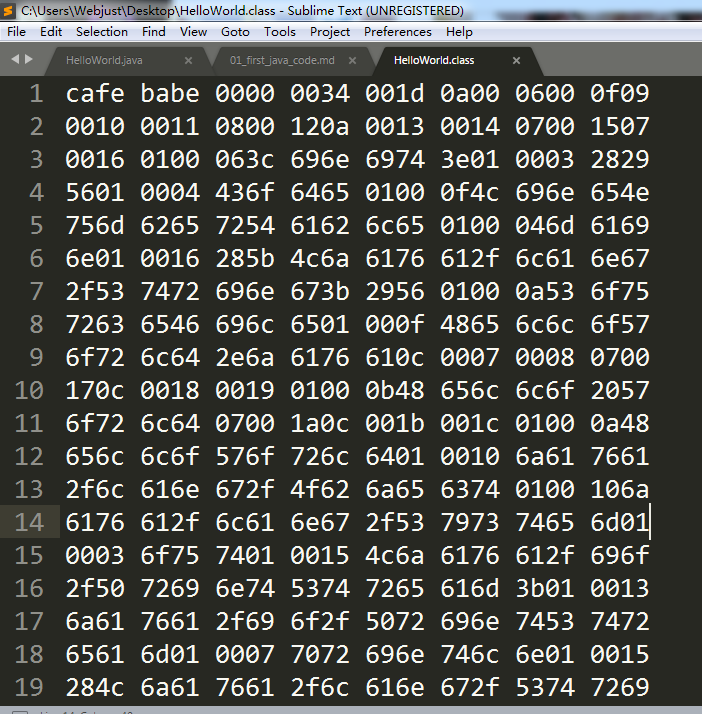 C:\Users\Webjust\Desktop\HelloWorld.class - Sublime Text (UNREGISTERED)
File Edit Selection Find View Goto Tools Project Preferences Help
HelloWorld.java × 01_first_java_code.md × HelloWorld.class ×
1 cafe babe 0000 0034 001d 0a00 0600 0f09
2 0010 0011 0800 120a 0013 0014 0700 1507
3 0016 0100 063c 696e 6974 3e01 0003 2829
4 5601 0004 436f 6465 0100 0f4c 696e 654e
5 756d 6265 7254 6162 6c65 0100 046d 6169
6 6e01 0016 285b 4c6a 6176 612f 6c61 6e67
7 2f53 7472 696e 673b 2956 0100 0a53 6f75
8 7263 6546 696c 6501 000f 4865 6c6c 6f57
9 6f72 6c64 2e6a 6176 610c 0007 0008 0700
10 170c 0018 0019 0100 0b48 656c 6c6f 2057
11 6f72 6c64 0700 1a0c 001b 001c 0100 0a48
12 656c 6c6f 576f 726c 6401 0010 6a61 7661
13 2f6c 616e 672f 4f62 6a65 6374 0100 106a
14 6176 612f 6c61 6e67 2f53 7973 7465 6d01
15 0003 6f75 7401 0015 4c6a 6176 612f 696f
16 2f50 7269 6e74 5374 7265 616d 3b01 0013
17 6a61 7661 2f69 6f2f 5072 696e 7453 7472
18 6561 6d01 0007 7072 696e 746c 6e01 0015
19 284c 6a61 7661 2f6c 616e 672f 5374 7269